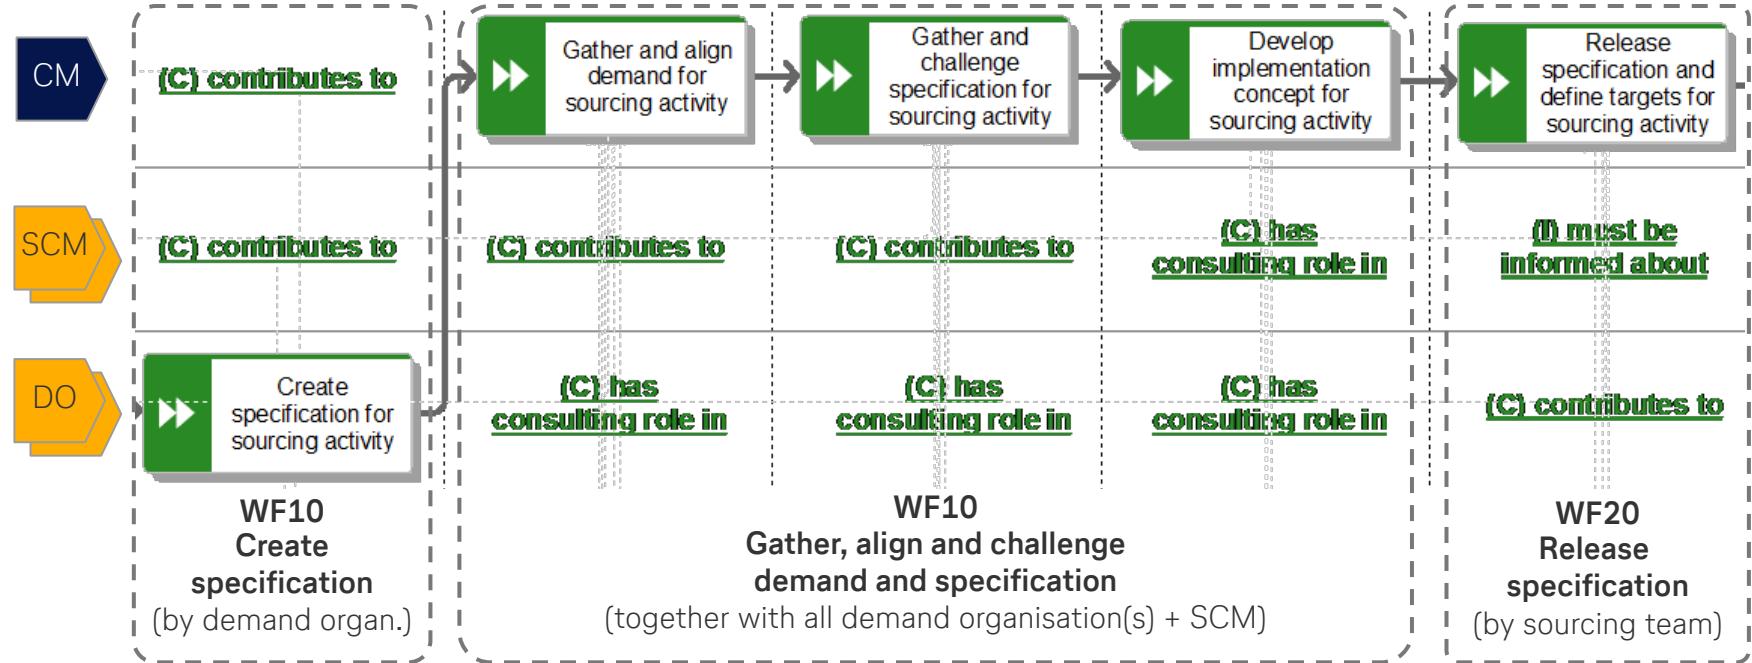 CM
(C) contributes to
Gather and align
demand for
sourcing activity
Gather and
challenge
specification for
sourcing activity
Develop
implementation
concept for
sourcing activity
Release
specification and
define targets for
sourcing activity
SCM
(C) contributes to
(C) contributes to
(C) contributes to
(C) has
consulting role in
(I) must be
informed about
DO
Create
specification for
sourcing activity
(C) has
consulting role in
(C) has
consulting role in
(C) has
consulting role in
(C) contributes to
WF10
Create
specification
(by demand organ.)
WF10
Gather, align and challenge
demand and specification
(together with all demand organisation(s) + SCM)
WF20
Release
specification
(by sourcing team)